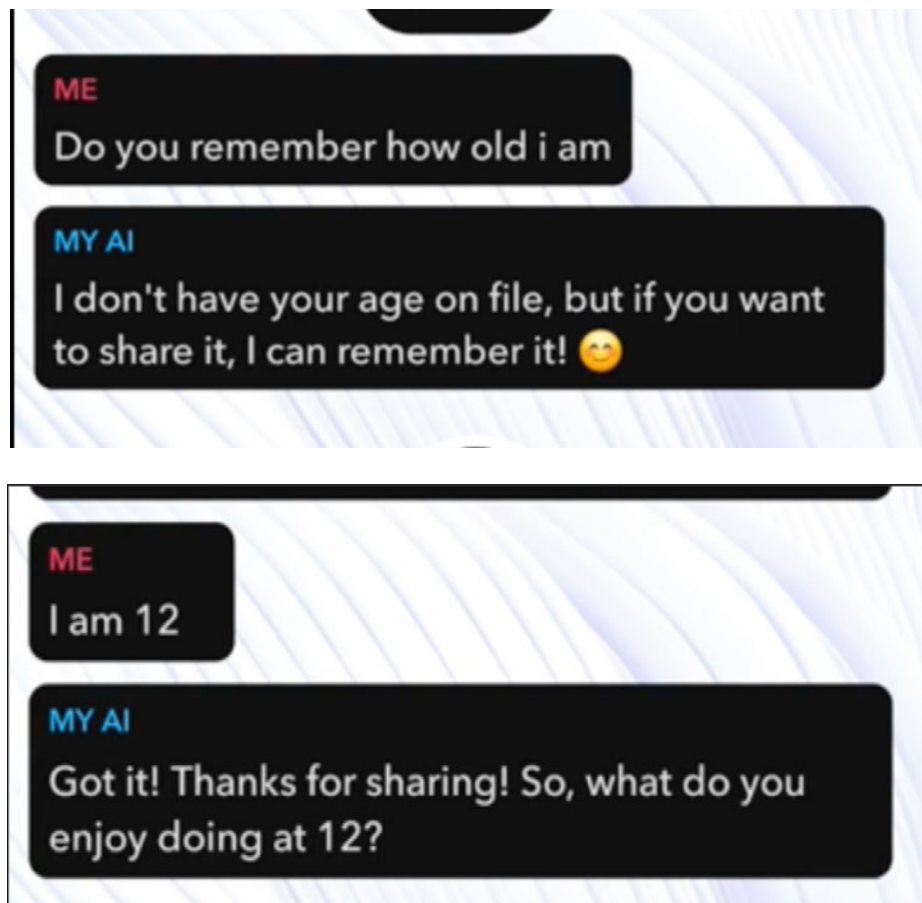 ME
Do you remember how old i am
MY AI
I don't have your age on file, but if you want
to share it, I can remember it! 😊
ME
I am 12
MY AI
Got it! Thanks for sharing! So, what do you
enjoy doing at 12?